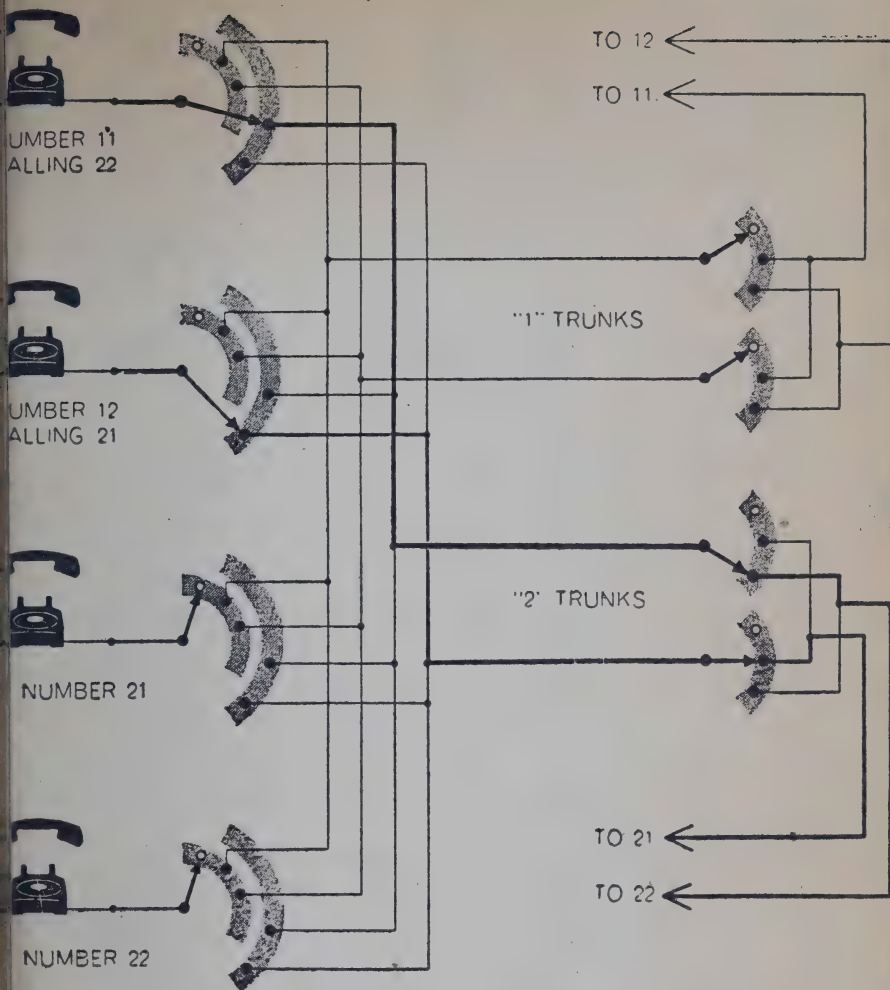 TO 12
TO 11.
UMBER 11
ALLING 22
"1" TRUNKS
UMBER 12
ALLING 21
"2' TRUNKS
NUMBER 21
TO 21
TO 22
NUMBER 22